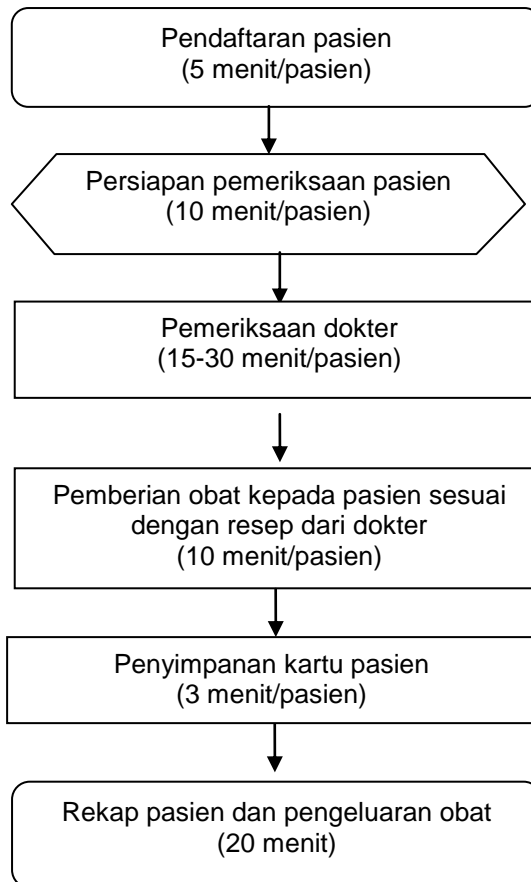 Pendaftaran pasien
(5 menit/pasien)
Persiapan pemeriksaan pasien
(10 menit/pasien)
Pemeriksaan dokter
(15-30 menit/pasien)
Pemberian obat kepada pasien sesuai
dengan resep dari dokter
(10 menit/pasien)
Penyimpanan kartu pasien
(3 menit/pasien)
Rekap pasien dan pengeluaran obat
(20 menit)